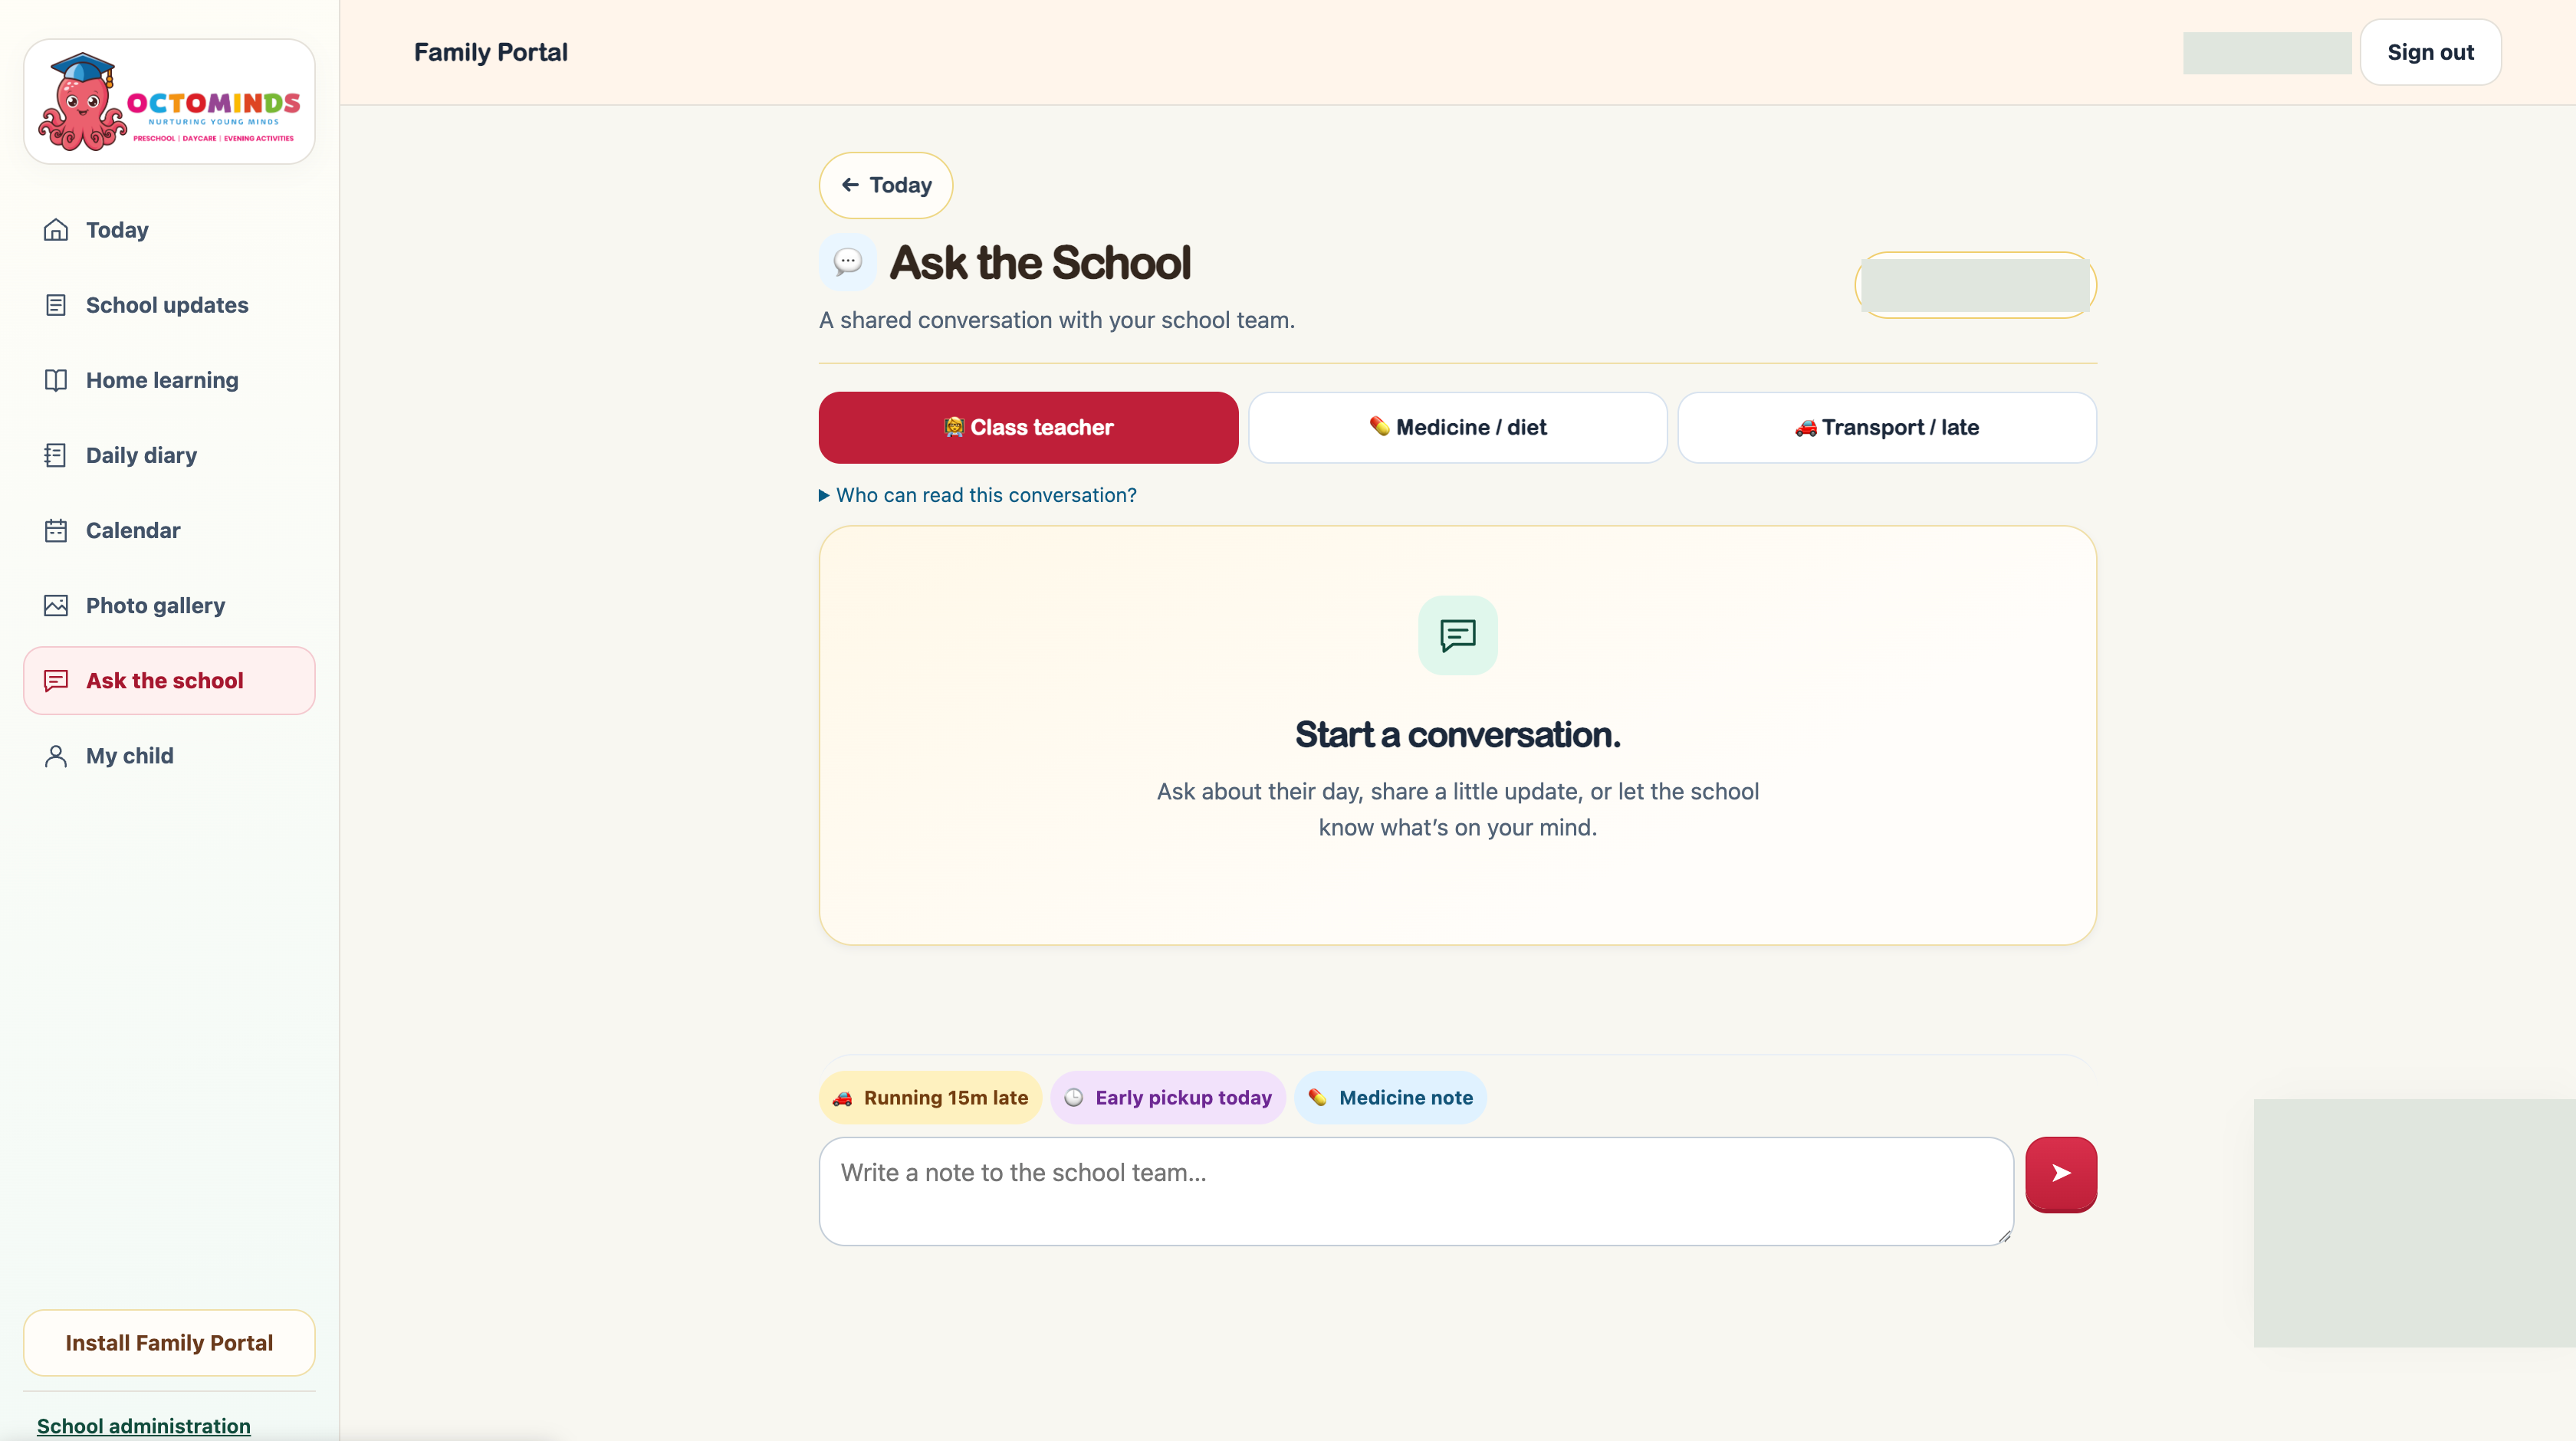 OCTOMINDS
NURTURING YOUNG MINDS
PRESCHOOL | DAYCARE | EVENING ACTIVITIES
Today
School updates
Home learning
Daily diary
Calendar
Photo gallery
Ask the school
My child
Install Family Portal
School administration
Family Portal
Sign out
← Today
Ask the School
A shared conversation with your school team.
Class teacher
Medicine / diet
Transport / late
Who can read this conversation?
Start a conversation.
Ask about their day, share a little update, or let the school
know what’s on your mind.
Running 15m late
Early pickup today
Medicine note
Write a note to the school team...